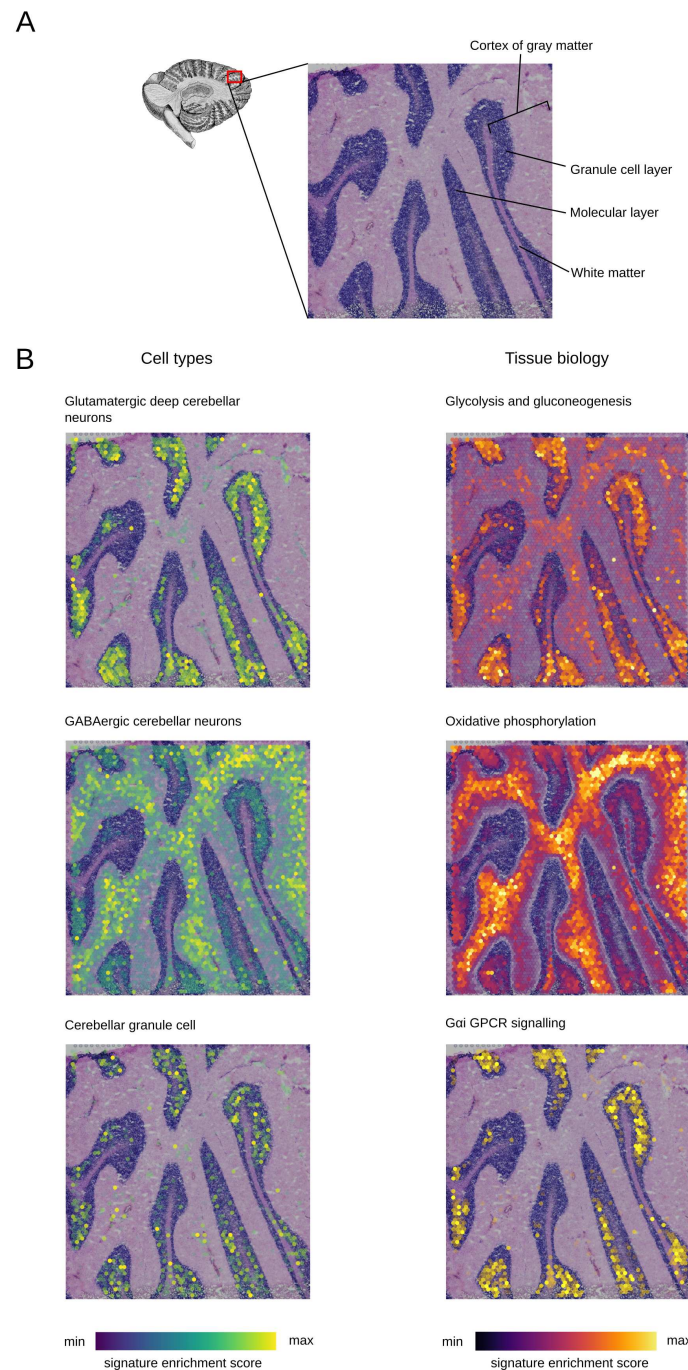 A
Cortex of gray matter
Granule cell layer
Molecular layer
White matter
B
Cell types
Tissue biology
Glutamatergic deep cerebellar
neurons
Glycolysis and gluconeogenesis
GABAergic cerebellar neurons
Oxidative phosphorylation
Cerebellar granule cell
Gαi GPCR signalling
min
max
signature enrichment score
min
max
signature enrichment score